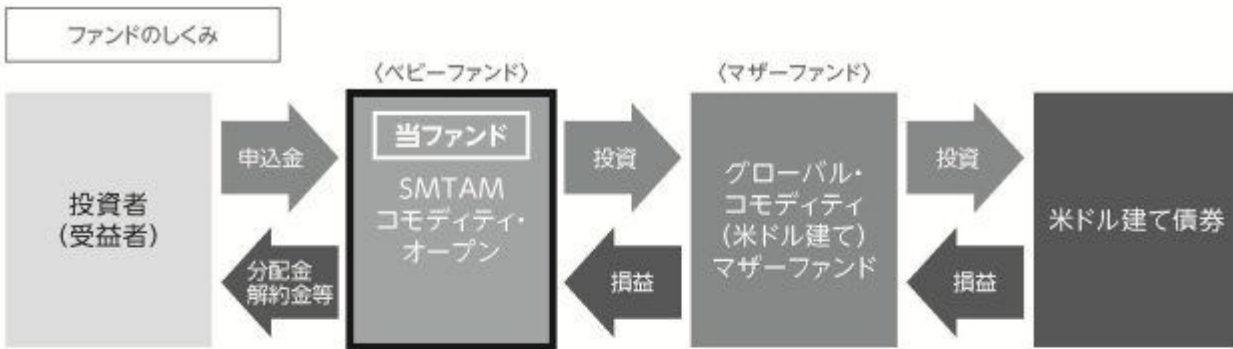 ファンドのしくみ
〈ベビーファンド〉
〈マザーファンド〉
投資者
(受益者)
申込金
分配金
解約金等
当ファンド
SMTAM
コモディティ・
オープン
投資
損益
グローバル・
コモディティ
(米ドル建て)
マザーファンド
投資
損益
米ドル建て債券